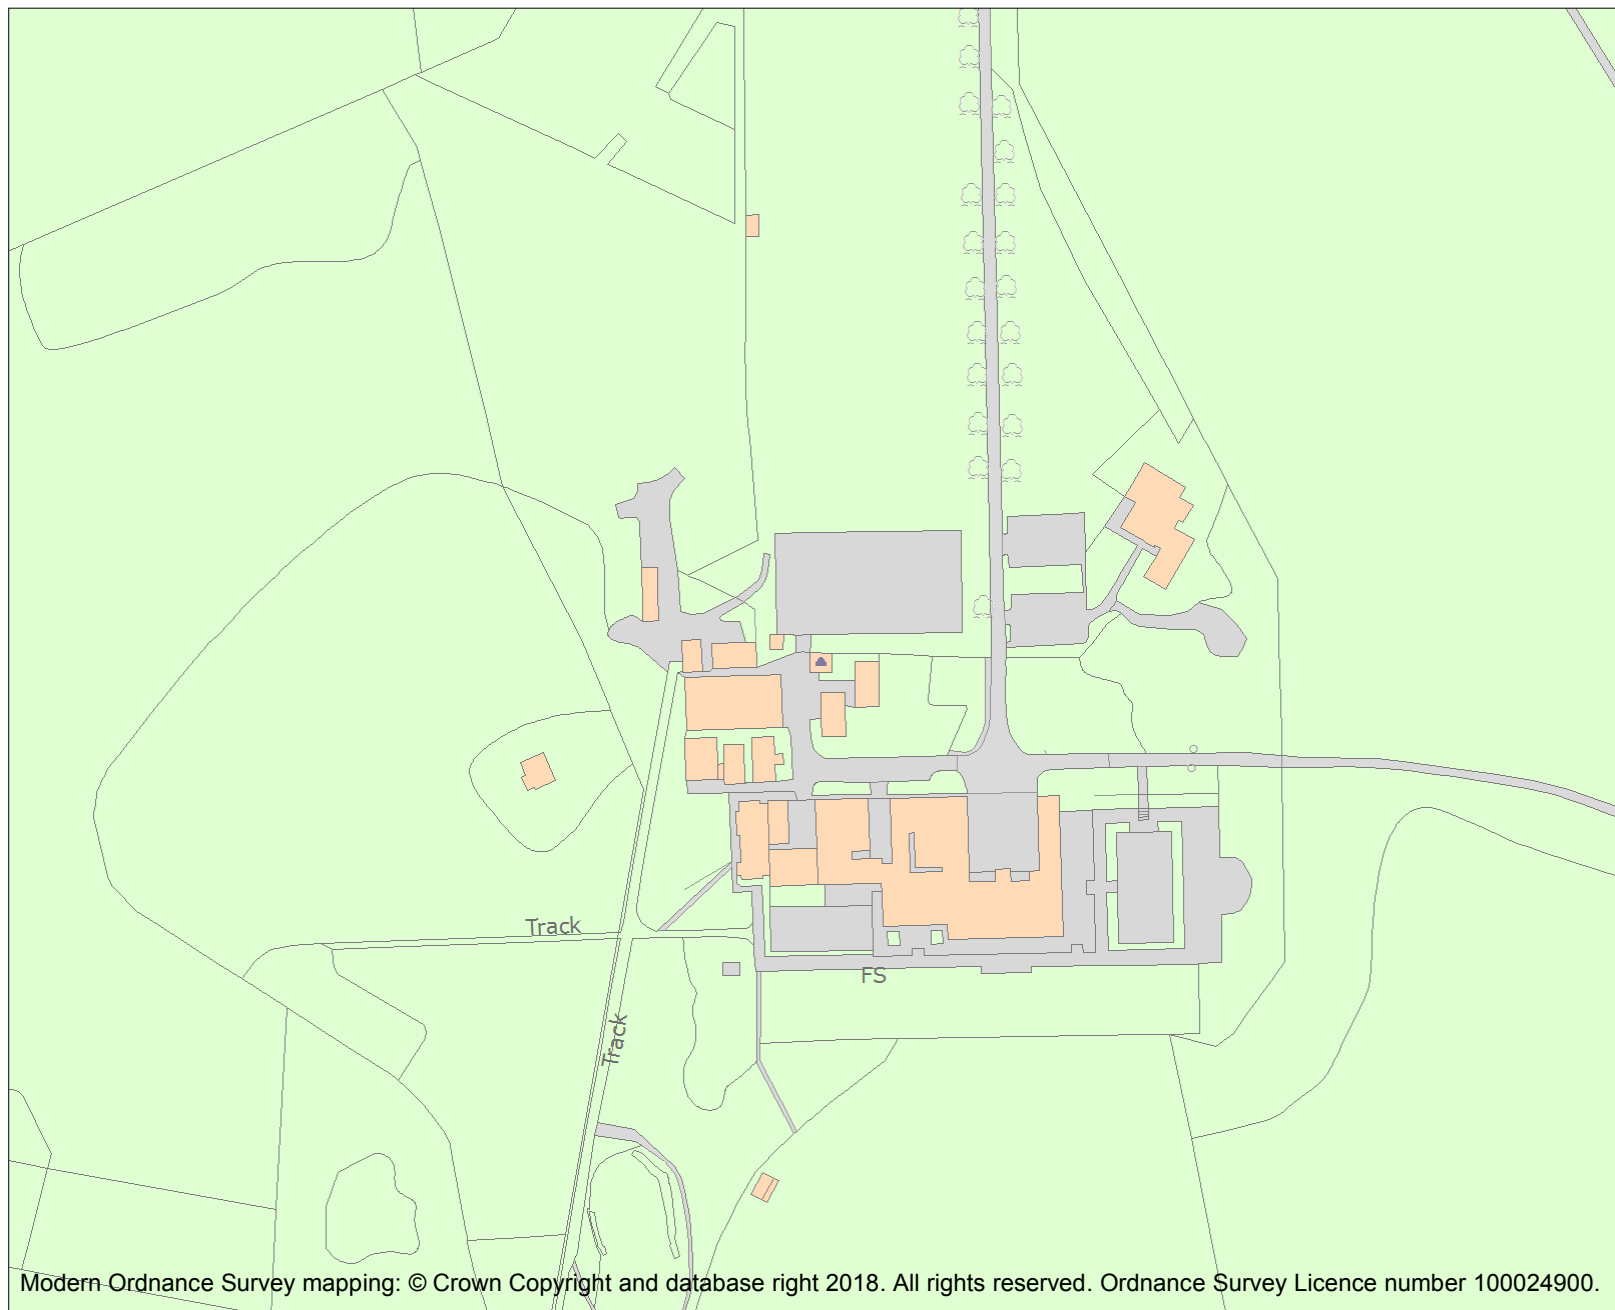 Track
FS
Track
Modern Ordnance Survey mapping: © Crown Copyright and database right 2018. All rights reserved. Ordnance Survey Licence number 100024900.